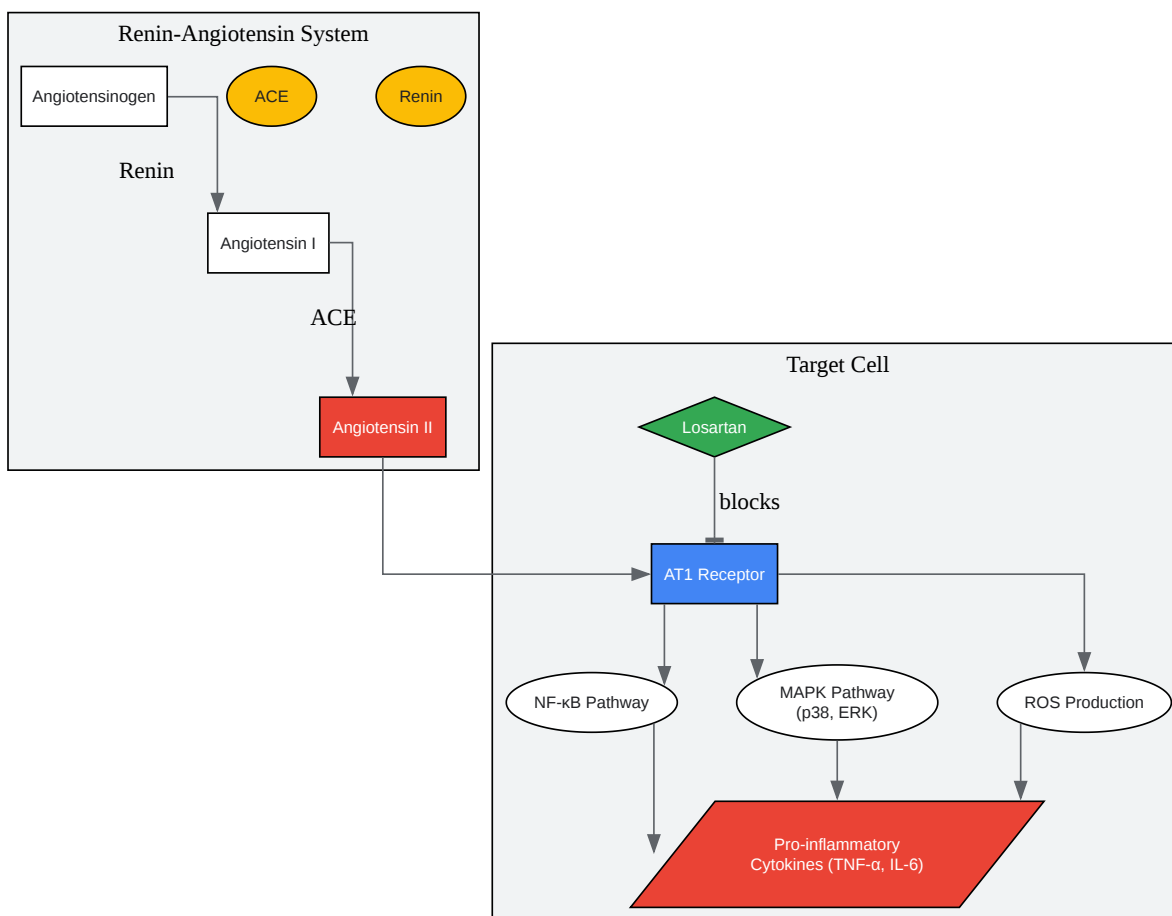 Renin-Angiotensin System
Angiotensinogen
ACE
Renin
Renin
Angiotensin I
ACE
Angiotensin II
Target Cell
Losartan
blocks
AT1 Receptor
NF-κB Pathway
MAPK Pathway
(p38, ERK)
ROS Production
Pro-inflammatory
Cytokines (TNF-α, IL-6)